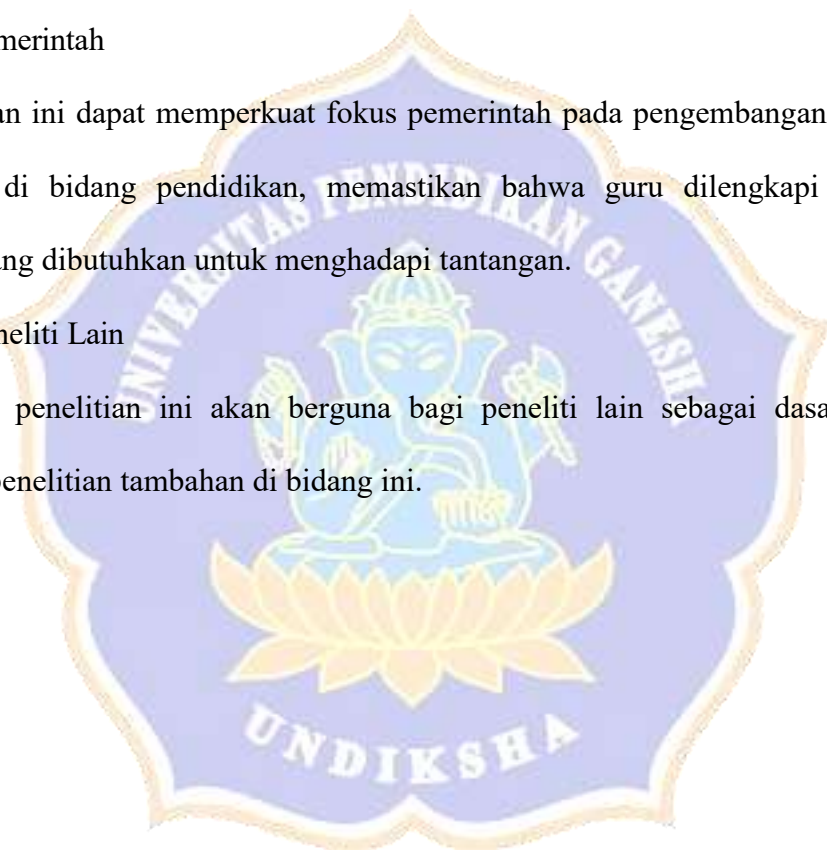 merintah
an ini dapat memperkuat fokus pemerintah pada pengembangan
di bidang pendidikan, memastikan bahwa guru dilengkapi
ang dibutuhkan untuk menghadapi tantangan.
neliti Lain
penelitian ini akan berguna bagi peneliti lain sebagai dasa
penelitian tambahan di bidang ini.
UNIVERSITAS PENDIDIKAN GANESHA
UNDIKSHA